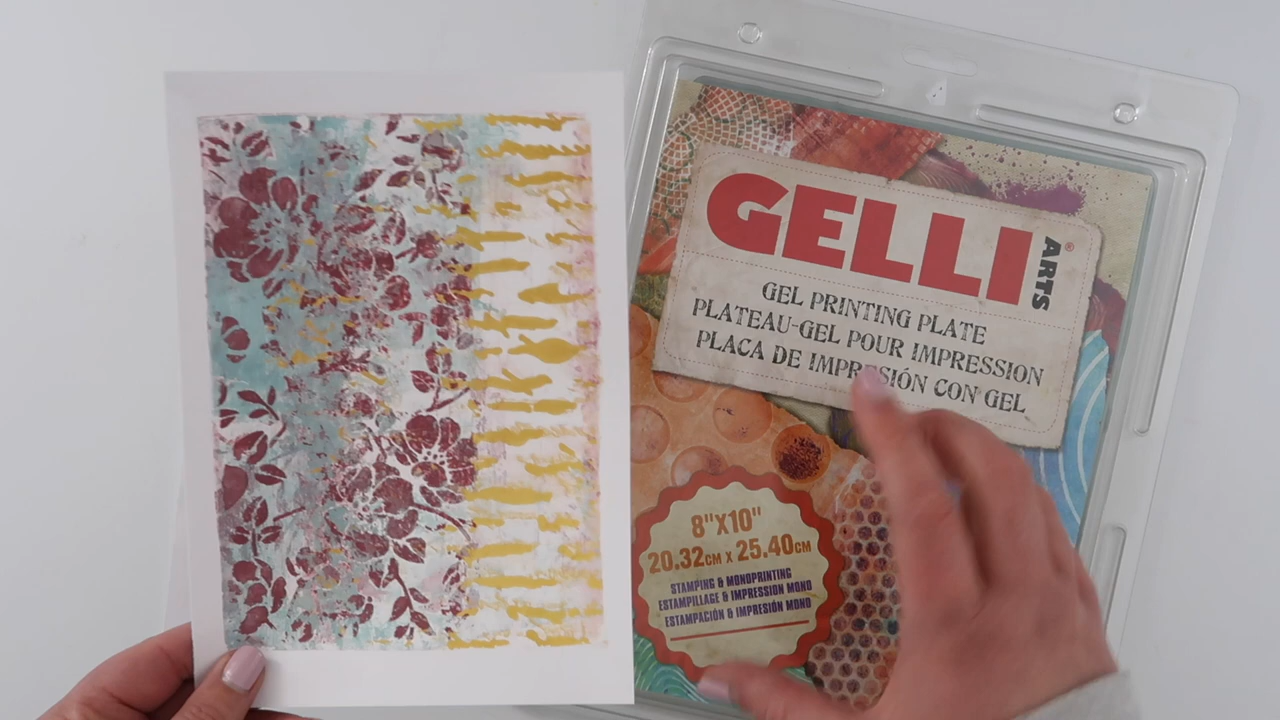 GELLI
ARTS®
GEL PRINTING PLATE
PLATEAU-GEL POUR IMPRESSION
PLACA DE IMPRESIÓN CON GEL
8"X10"
20.32CM X 25.40CM
STAMPING & MONOPRINTING
ESTAMPILLAGE & IMPRESSION MONO
ESTAMPACIÓN & IMPRESIÓN MONO